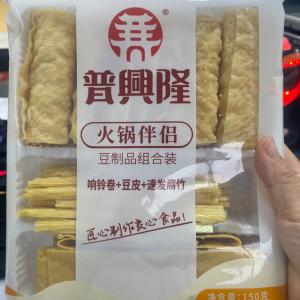 普興隆
®
火锅伴侣
豆制品组合装
响铃卷+豆皮+速发腐竹
匠心制作良心食品!
净含量:150克